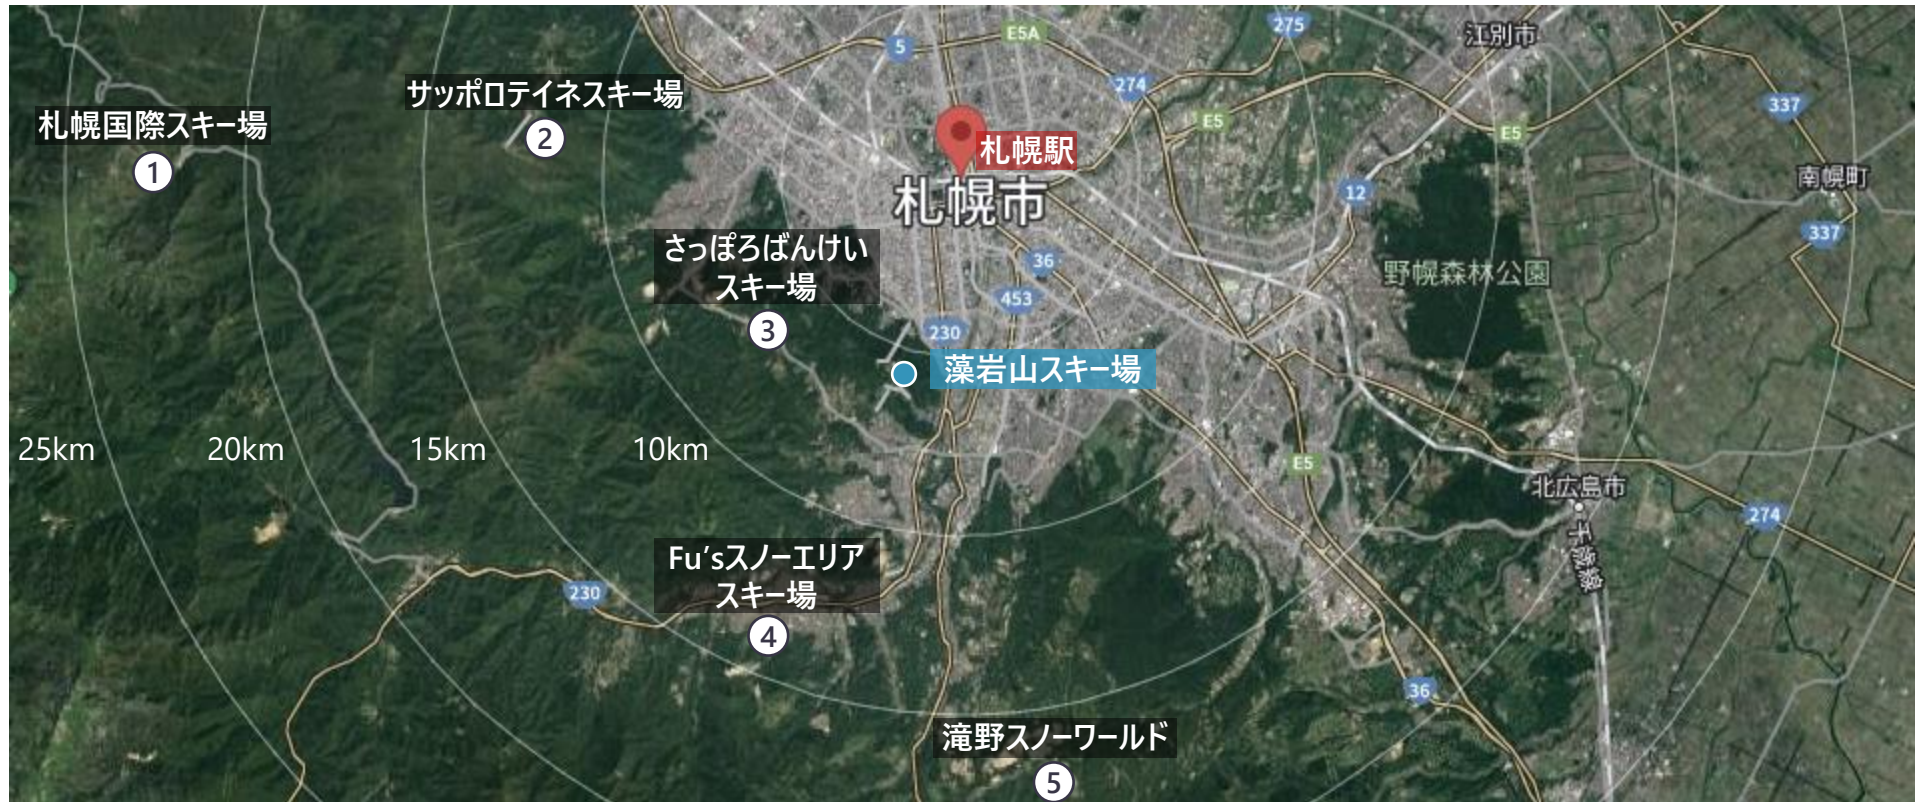 275
江別市
E5A
5
274
サッポロテイネスキー場
2
337
札幌国際スキー場
1
E5
E5
札幌駅
札幌市
12
南幌町
337
さっぽろばんけい
スキー場
3
36
野幌森林公園
453
230
藻岩山スキー場
25km
20km
15km
10km
E5
北広島市
274
千歳線
Fu'sスノーエリア
スキー場
4
230
36
滝野スノーワールド
5